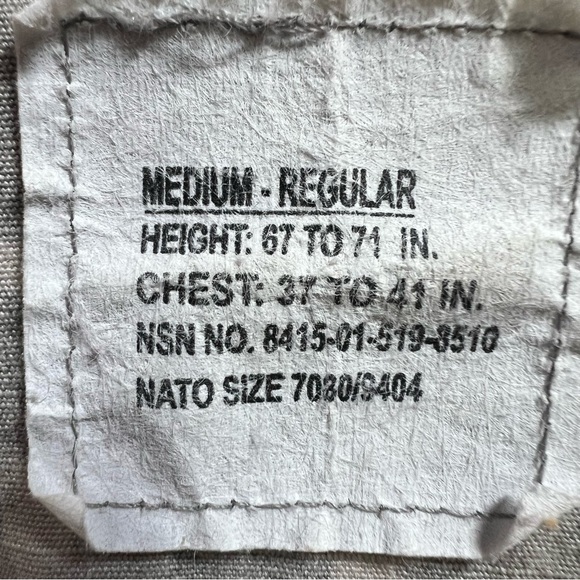 MEDIUM - REGULAR
HEIGHT: 67 TO 71 IN.
CHEST: 37 TO 41 IN.
NSN NO. 8415-01-519-8510
NATO SIZE 7080/9404